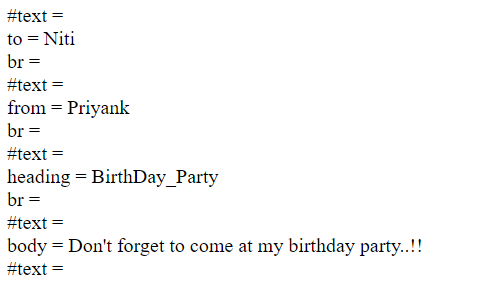 #text =
to = Niti
br =
#text =
from = Priyank
br =
#text =
heading = BirthDay_Party
br =
#text =
body = Don't forget to come at my birthday party..!!
#text =